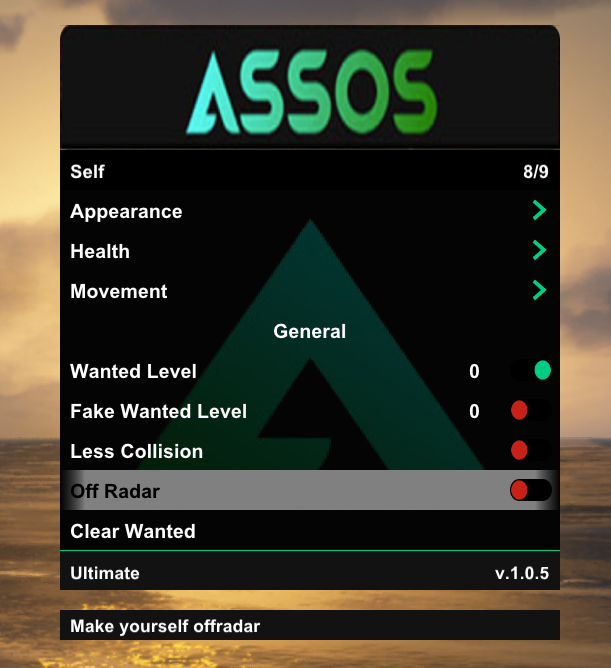 ASSOS
Self 8/9
Appearance
Health
Movement
General
Wanted Level 0
Fake Wanted Level 0
Less Collision
Off Radar
Clear Wanted
Ultimate v.1.0.5
Make yourself offradar